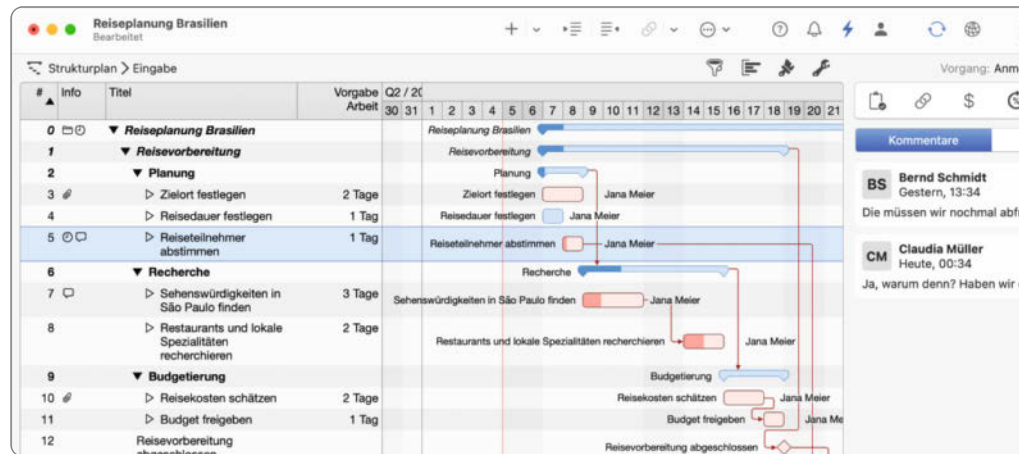 Reiseplanung Brasilien
Bearbeitet
Strukturplan > Eingabe
Vorgang:
# Info Titel Vorgabe Arbeit Q2 /
30 31 1 2 3 4 5 6 7 8 9 10 11 12 13 14 15 16 17 18 19 20 21
0 Reiseplanung Brasilien Reiseplanung Brasilien
1 Reisevorbereitung Reisevorbereitung
2 Planung Planung
3 Zielort festlegen 2 Tage Zielort festlegen Jana Meier
4 Reisedauer festlegen 1 Tag Reisedauer festlegen Jana Meier
5 Reiseteilnehmer 1 Tag Reiseteilnehmer abstimmen Jana Meier
abstimmen
6 Recherche Recherche
7 Sehenswürdigkeiten in 3 Tage Sehenswürdigkeiten in São Paulo finden Jana Meier
São Paulo finden
8 Restaurants und lokale 2 Tage Restaurants und lokale Spezialitäten recherchieren Jana Meier
Spezialitäten
recherchieren
9 Budgetierung Budgetierung
10 Reisekosten schätzen 2 Tage Reisekosten schätzen Jana Meier
11 Budget freigeben 1 Tag Budget freigeben Jana
12 Reisevorbereitung Reisevorbereitung abgeschlossen
Kommentare
BS Bernd Schmidt
Gestern, 13:34
Die müssen wir nochmal
CM Claudia Müller
Heute, 00:34
Ja, warum denn? Haben wir